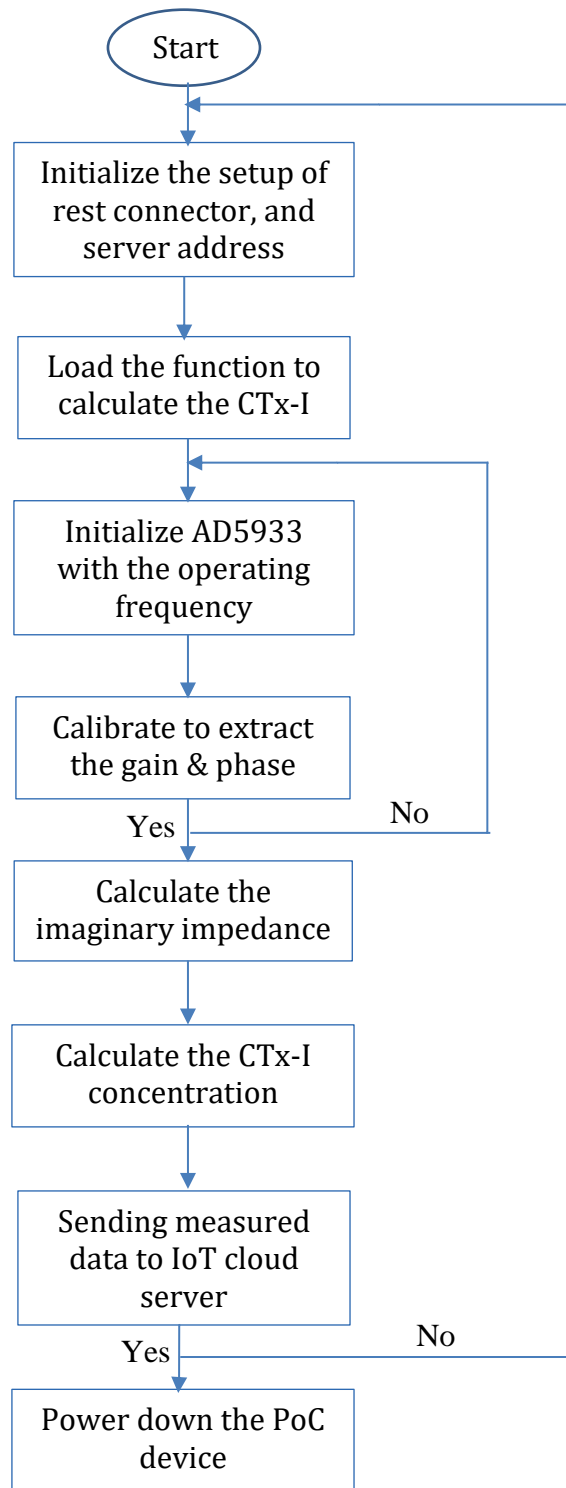 Start
Initialize the setup of
rest connector, and
server address
Load the function to
calculate the CTx-I
Initialize AD5933
with the operating
frequency
Calibrate to extract
the gain & phase
Yes
No
Calculate the
imaginary impedance
Calculate the CTx-I
concentration
Sending measured
data to IoT cloud
server
Yes
No
Power down the PoC
device